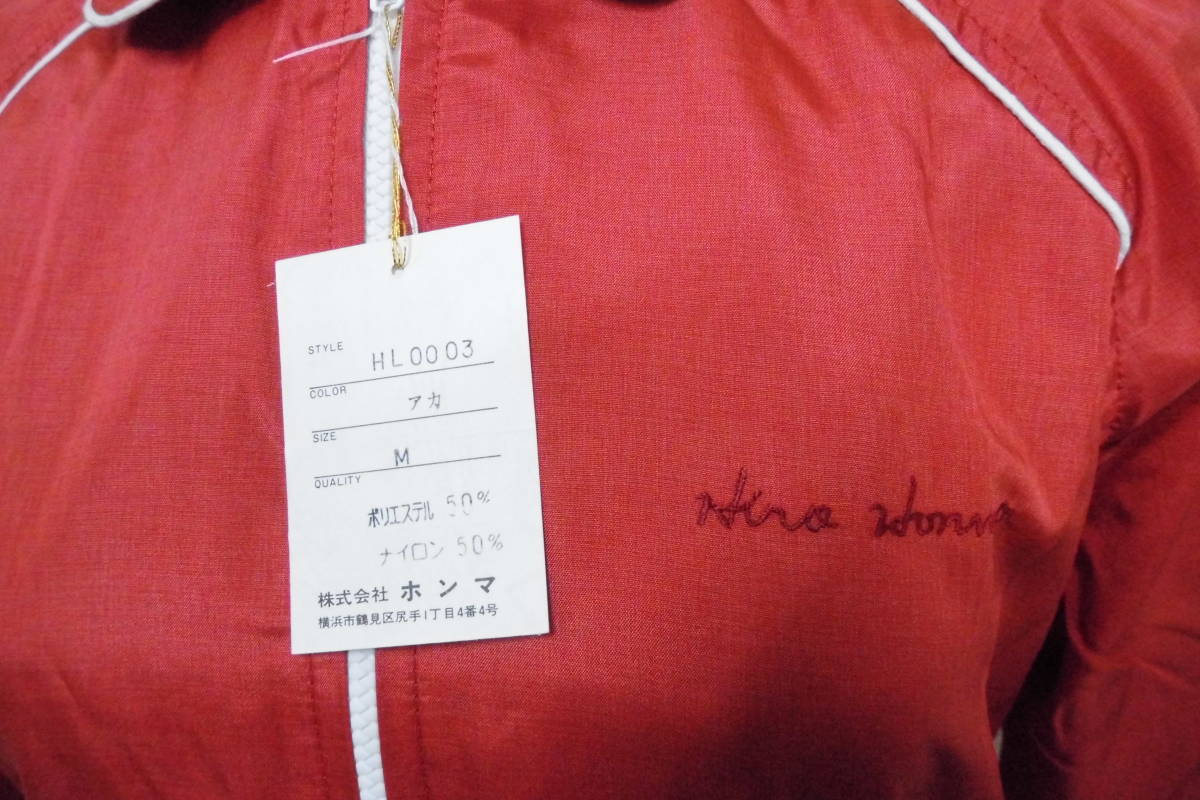 STYLE HL0003
COLOR アカ
SIZE M
QUALITY
ポリエステル 50%
ナイロン 50%
株式会社 ホンマ
横浜市鶴見区尻手1丁目4番4号
Hiro Honma